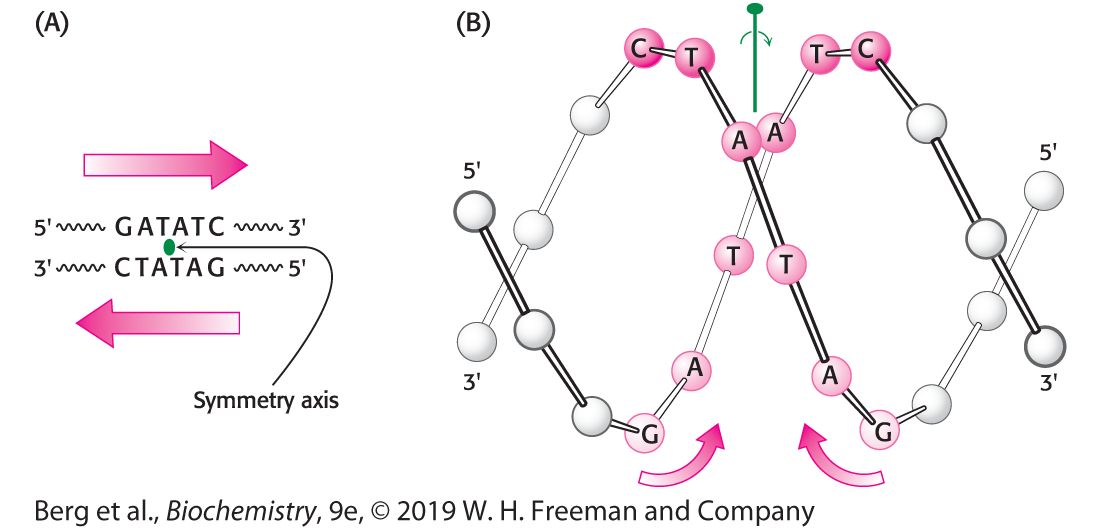 (A)
5' GATATC 3'
3' CTATAG 5'
Symmetry axis
(B)
C T T C
A A
5' 5'
T T
A A
3' 3'
G G
Berg et al., Biochemistry, 9e, © 2019 W. H. Freeman and Company